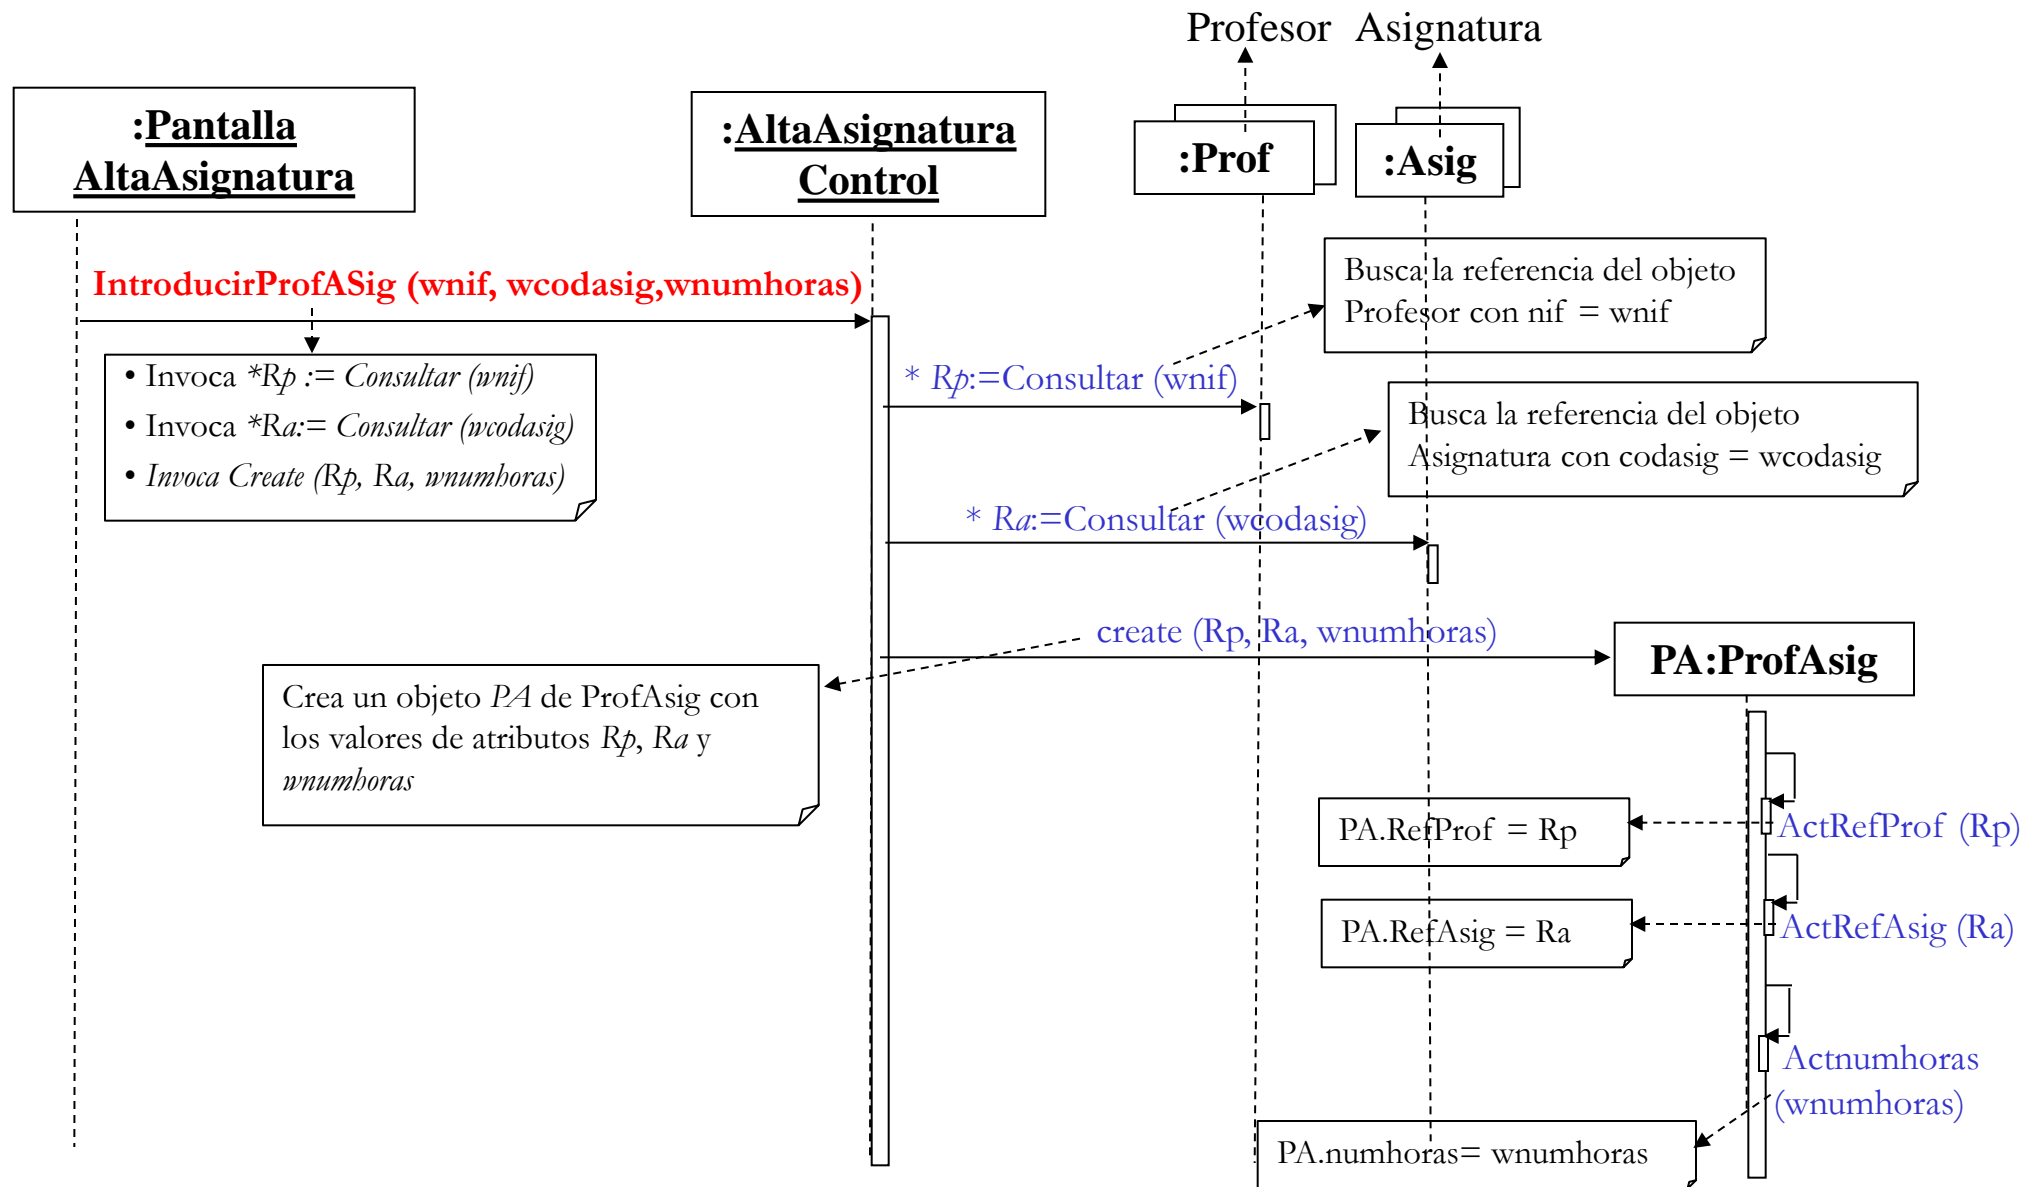 Profesor Asignatura
:Pantalla
AltaAsignatura
:AltaAsignatura
Control
:Prof
:Asig
IntroducirProfASig (wnif, wcodasig,wnumhoras)
Busca la referencia del objeto
Profesor con nif = wnif
• Invoca *Rp := Consultar (wnif)
• Invoca *Ra:= Consultar (wcodasig)
• Invoca Create (Rp, Ra, wnumhoras)
* Rp:=Consultar (wnif)
Busca la referencia del objeto
Asignatura con codasig = wcodasig
* Ra:=Consultar (wcodasig)
create (Rp, Ra, wnumhoras)
PA:ProfAsig
Crea un objeto PA de ProfAsig con
los valores de atributos Rp, Ra y
wnumhoras
PA.RefProf = Rp
ActRefProf (Rp)
PA.RefAsig = Ra
ActRefAsig (Ra)
Actnumhoras
(wnumhoras)
PA.numhoras= wnumhoras